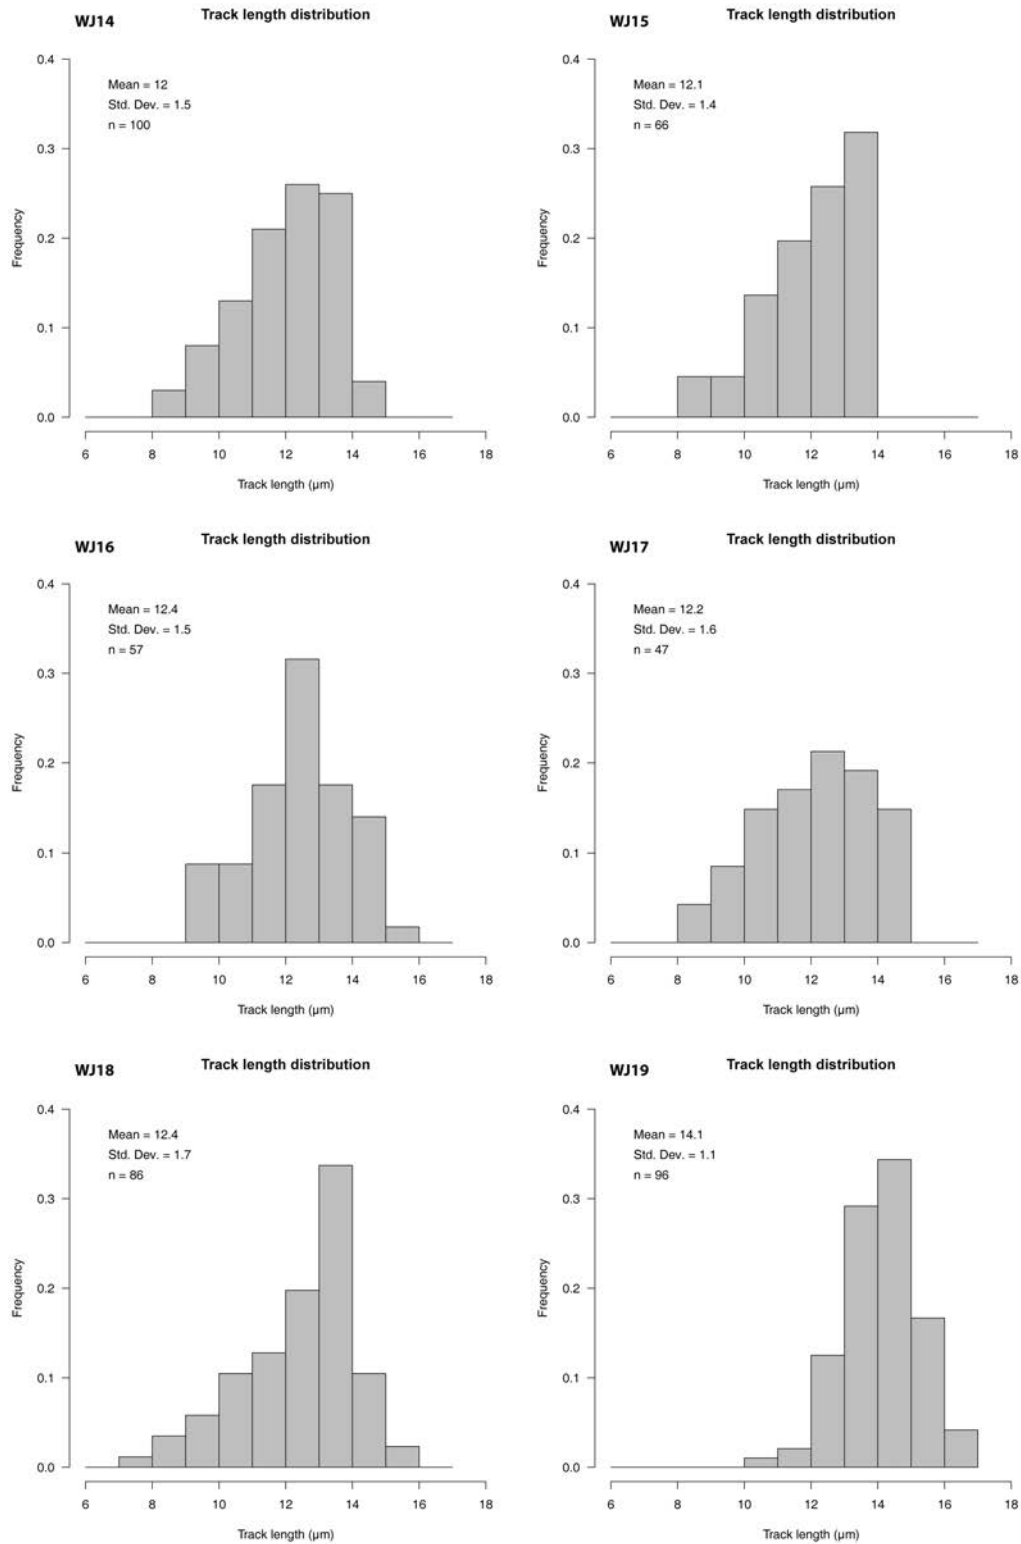 WJ14
Track length distribution
Mean = 12
Std. Dev. = 1.5
n = 100
Frequency
0.4
0.3
0.2
0.1
0.0
6 8 10 12 14 16 18
Track length (µm)
WJ15
Track length distribution
Mean = 12.1
Std. Dev. = 1.4
n = 66
Frequency
0.4
0.3
0.2
0.1
0.0
6 8 10 12 14 16 18
Track length (µm)
WJ16
Track length distribution
Mean = 12.4
Std. Dev. = 1.5
n = 57
Frequency
0.4
0.3
0.2
0.1
0.0
6 8 10 12 14 16 18
Track length (µm)
WJ17
Track length distribution
Mean = 12.2
Std. Dev. = 1.6
n = 47
Frequency
0.4
0.3
0.2
0.1
0.0
6 8 10 12 14 16 18
Track length (µm)
WJ18
Track length distribution
Mean = 12.4
Std. Dev. = 1.7
n = 86
Frequency
0.4
0.3
0.2
0.1
0.0
6 8 10 12 14 16 18
Track length (µm)
WJ19
Track length distribution
Mean = 14.1
Std. Dev. = 1.1
n = 96
Frequency
0.4
0.3
0.2
0.1
0.0
6 8 10 12 14 16 18
Track length (µm)